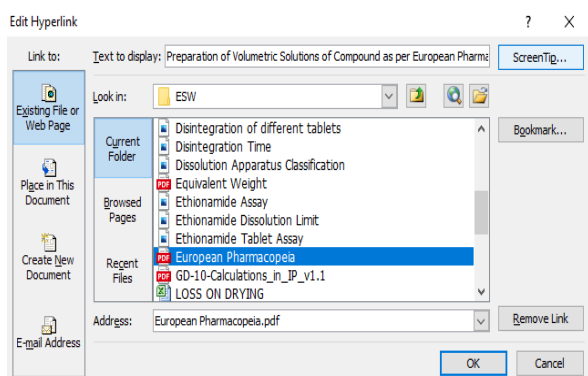 Edit Hyperlink ? X
Link to:
Text to display: Preparation of Volumetric Solutions of Compound as per European Pharma
ScreenTip...
Existing File or
Web Page
Place in This
Document
Create New
Document
E-mail Address
Look in: ESW
Current
Folder
Browsed
Pages
Recent
Files
Disintegration of different tablets
Disintegration Time
Dissolution Apparatus Classification
PDF Equivalent Weight
Ethionamide Assay
Ethionamide Dissolution Limit
Ethionamide Tablet Assay
PDF European Pharmacopeia
PDF GD-10-Calculations_in_IP_v1.1
LOSS ON DRYING
Bookmark...
Address: European Pharmacopeia.pdf
Remove Link
OK
Cancel